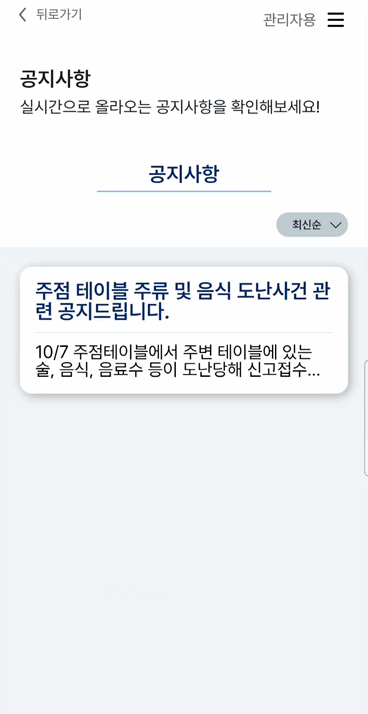 뒤로가기
관리자용
공지사항
실시간으로 올라오는 공지사항을 확인해보세요!
공지사항
최신순
주점 테이블 주류 및 음식 도난사건 관
련 공지드립니다.
10/7 주점테이블에서 주변 테이블에 있는
술, 음식, 음료수 등이 도난당해 신고접수...